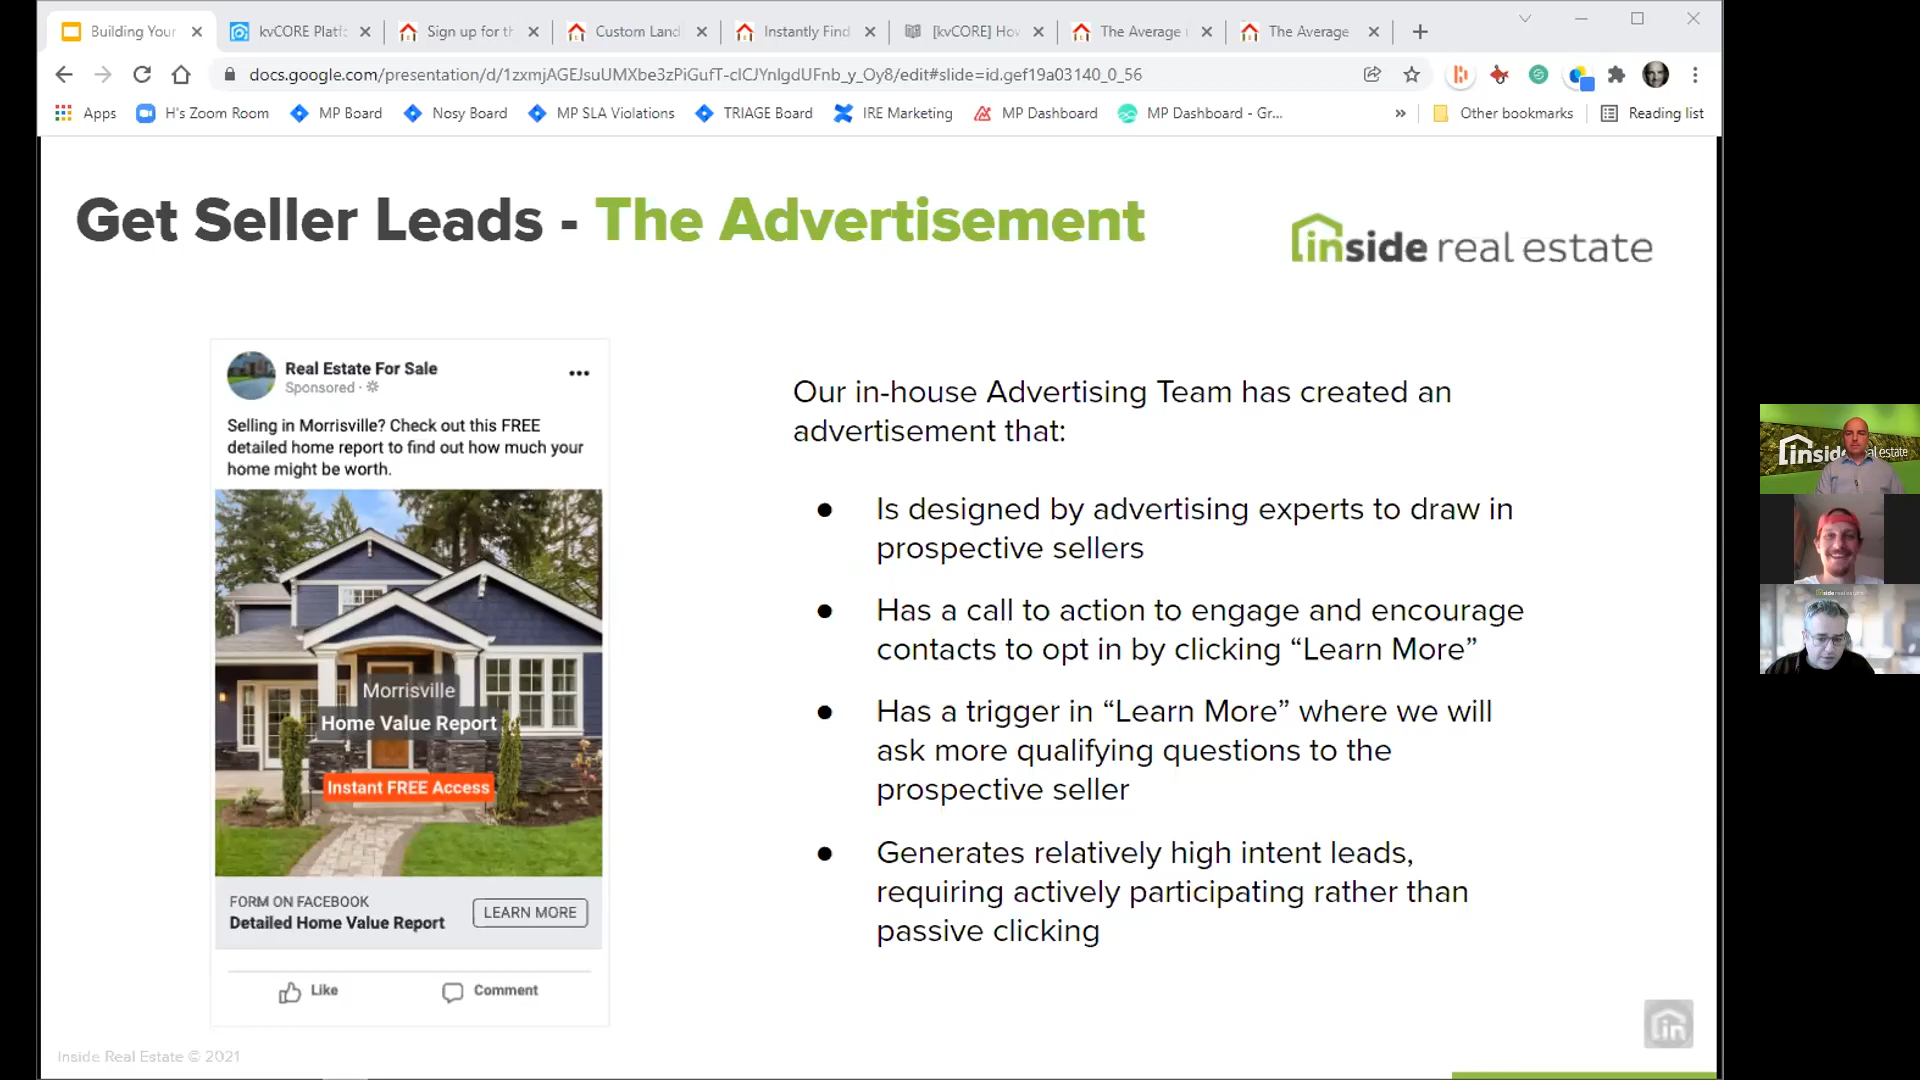 Building Your
kvCORE Platf
Sign up for th
Custom Land
Instantly Find
[kvCORE] How
The Average
The Average
docs.google.com/presentation/d/1zxmjAGEJsuUMXbe3zPiGufT-cICJYnlgdUFnb_y_Oy8/edit#slide=id.gef19a03140_0_56
Apps
H's Zoom Room
MP Board
Nosy Board
MP SLA Violations
TRIAGE Board
IRE Marketing
MP Dashboard
MP Dashboard - Gr...
»
Other bookmarks
Reading list
Get Seller Leads - The Advertisement
inside real estate
Real Estate For Sale
Sponsored ·
Selling in Morrisville? Check out this FREE
detailed home report to find out how much your
home might be worth.
Morrisville
Home Value Report
Instant FREE Access
FORM ON FACEBOOK
Detailed Home Value Report
LEARN MORE
Like
Comment
Our in-house Advertising Team has created an
advertisement that:
● Is designed by advertising experts to draw in
prospective sellers
● Has a call to action to engage and encourage
contacts to opt in by clicking “Learn More”
● Has a trigger in “Learn More” where we will
ask more qualifying questions to the
prospective seller
● Generates relatively high intent leads,
requiring actively participating rather than
passive clicking
in
Inside Real Estate © 2021
inside real estate